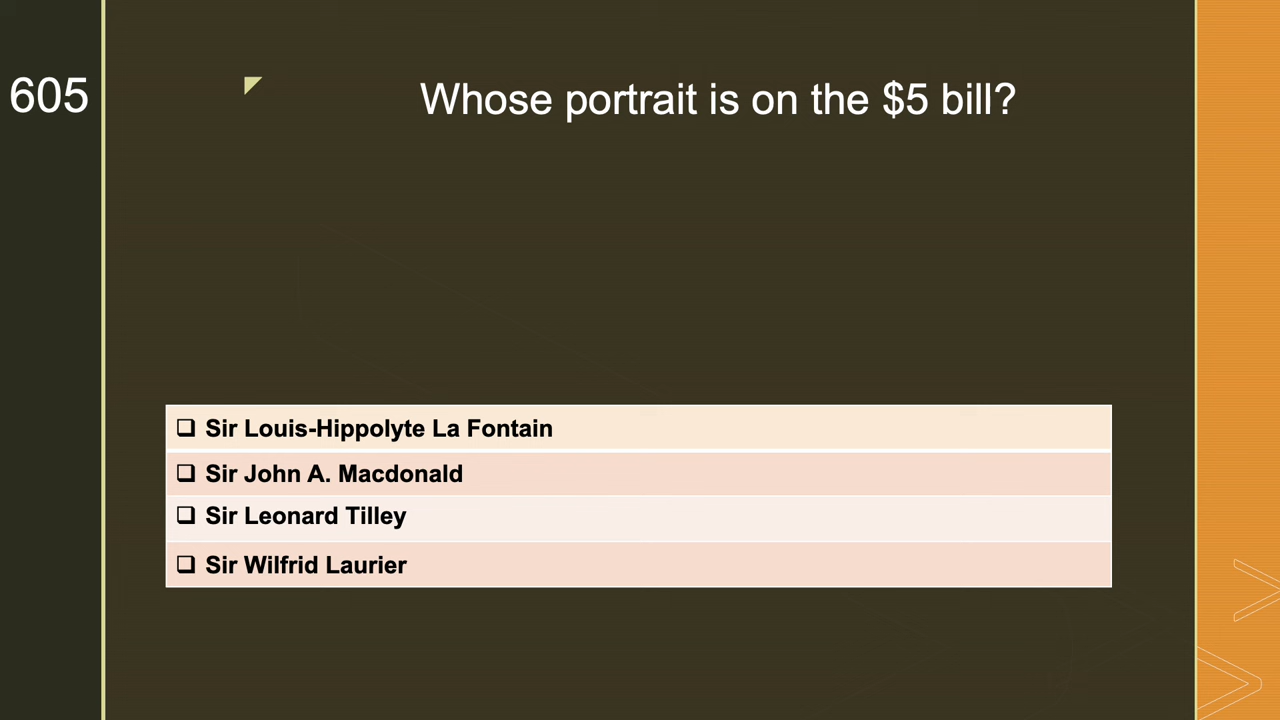 605
Whose portrait is on the $5 bill?
❑ Sir Louis-Hippolyte La Fontain
❑ Sir John A. Macdonald
❑ Sir Leonard Tilley
❑ Sir Wilfrid Laurier